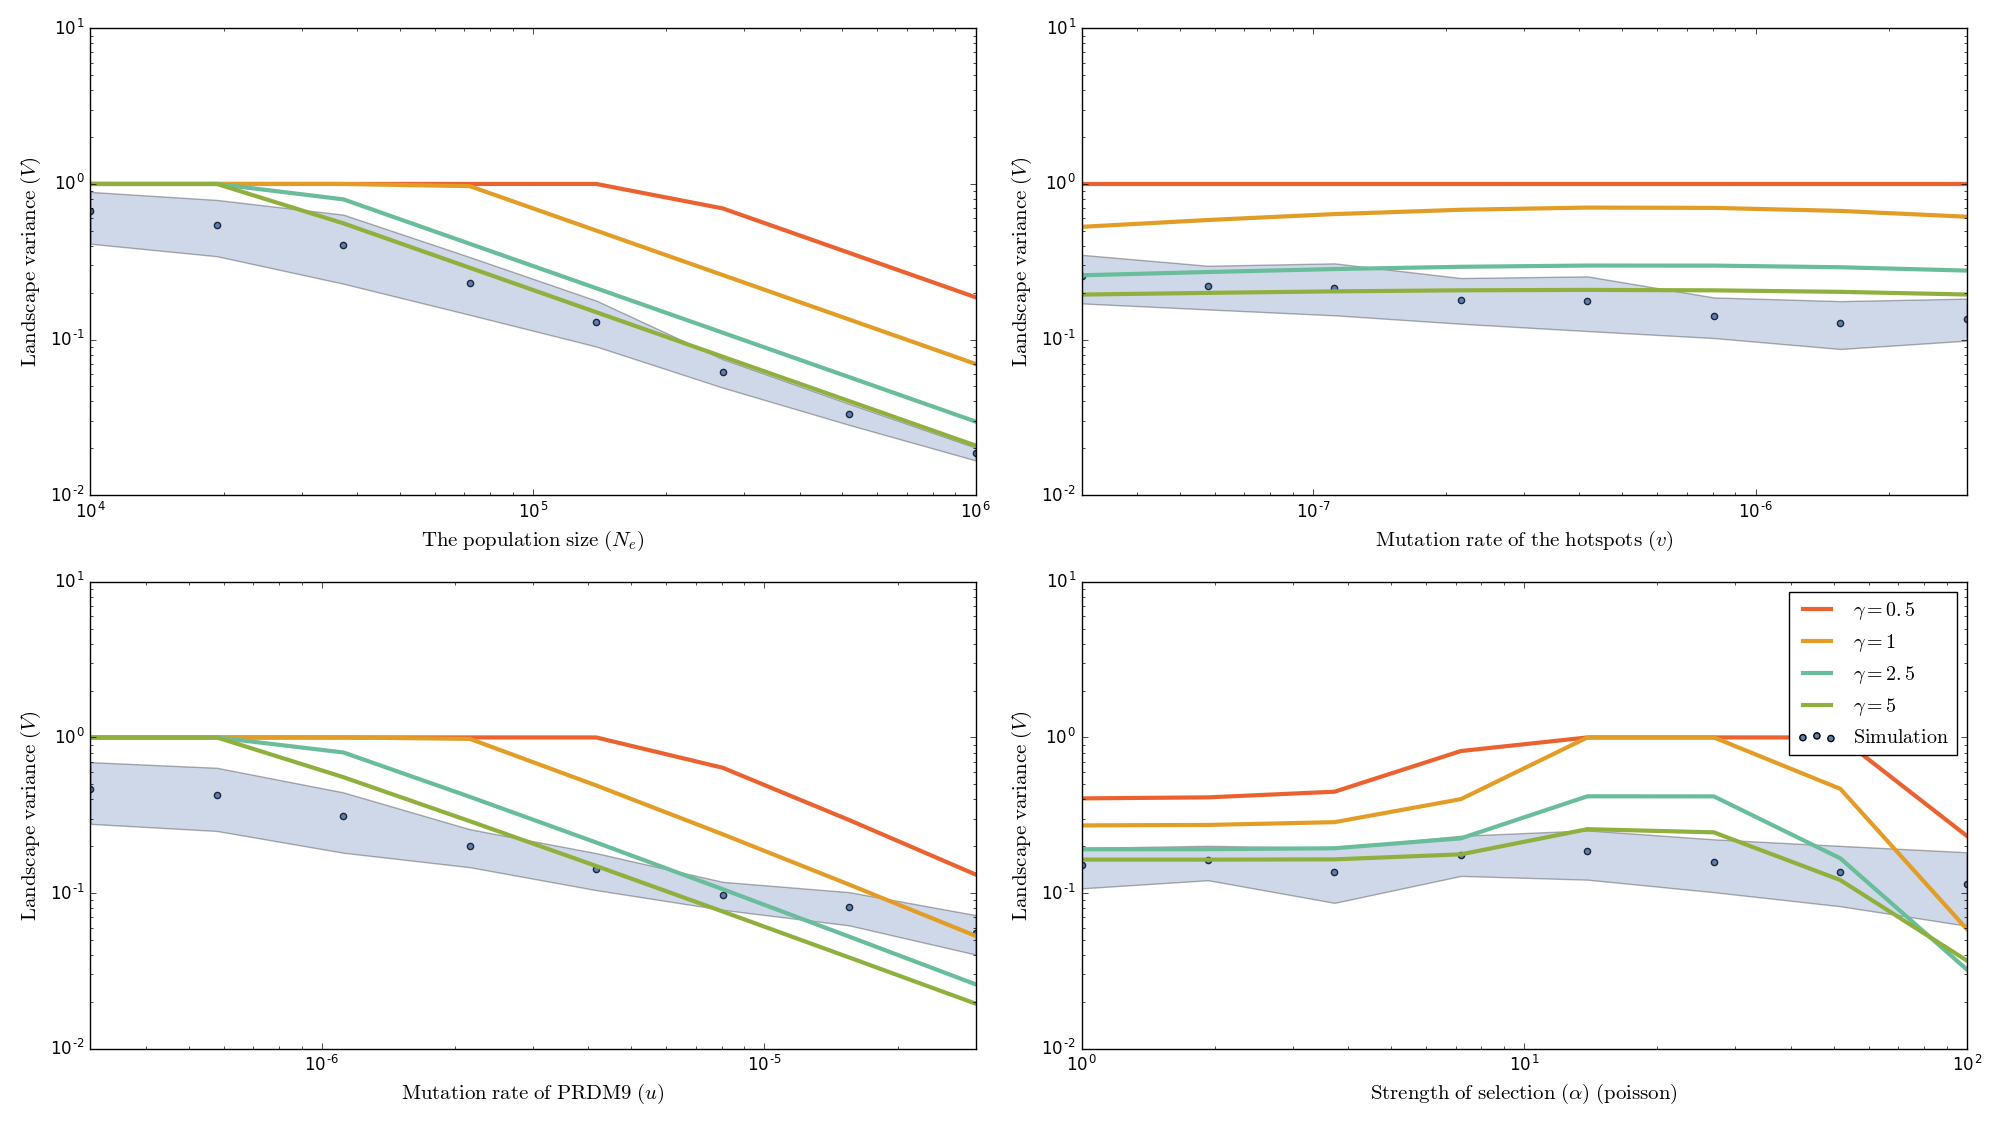 10^1
10^0
10^-1
10^-2
Landscape variance (V)
10^4
10^5
10^6
The population size (N_e)
10^1
10^0
10^-1
10^-2
Landscape variance (V)
10^-7
10^-6
Mutation rate of the hotspots (v)
10^1
10^0
10^-1
10^-2
Landscape variance (V)
10^-6
10^-5
Mutation rate of PRDM9 (u)
10^1
10^0
10^-1
10^-2
Landscape variance (V)
10^0
10^1
10^2
Strength of selection (α) (poisson)
γ = 0.5
γ = 1
γ = 2.5
γ = 5
Simulation